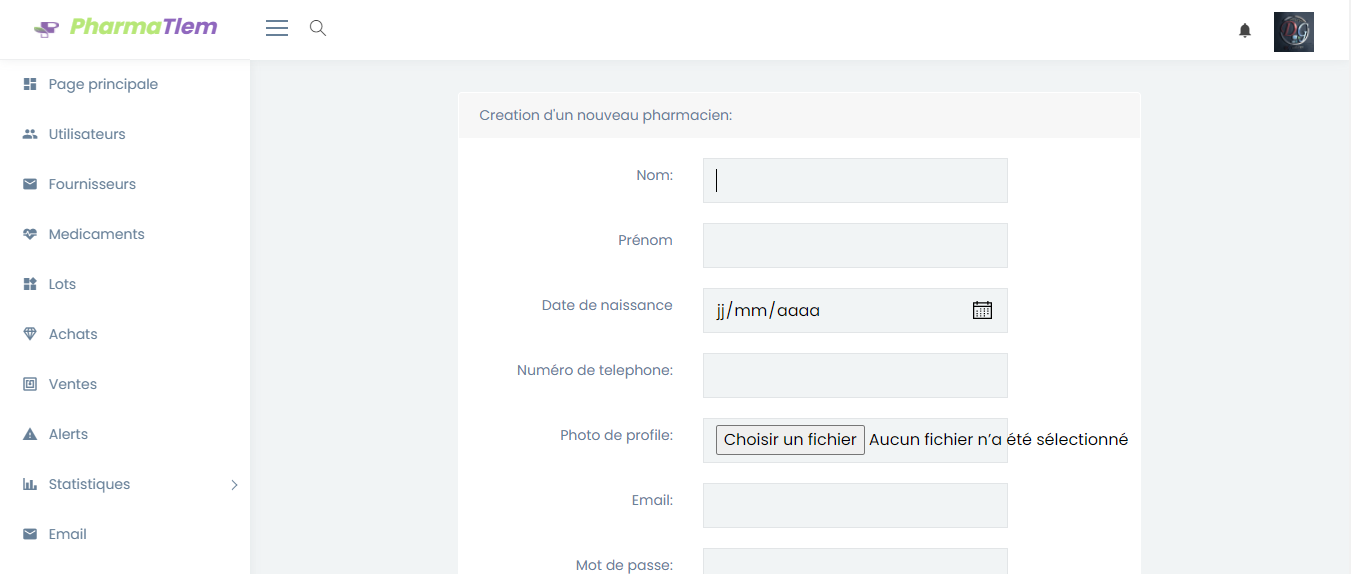 PharmaTlem
Page principale
Utilisateurs
Fournisseurs
Medicaments
Lots
Achats
Ventes
Alerts
Statistiques
Email
Creation d'un nouveau pharmacien:
Nom:
Prénom
Date de naissance
jj/mm/aaaa
Numéro de telephone:
Photo de profile:
Choisir un fichier Aucun fichier n’a été sélectionné
Email:
Mot de passe: